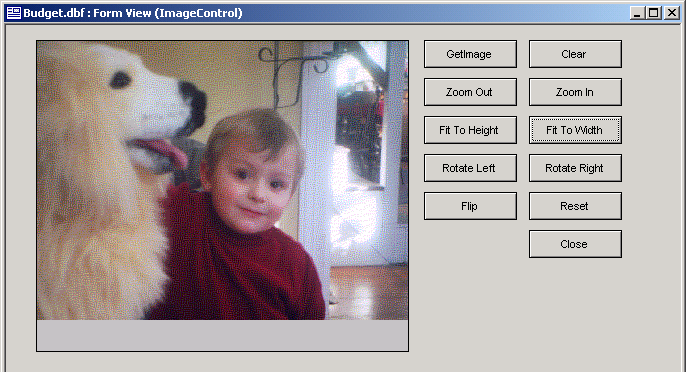 Budget.dbf : Form View (ImageControl)
GetImage Clear
Zoom Out Zoom In
Fit To Height Fit To Width
Rotate Left Rotate Right
Flip Reset
Close